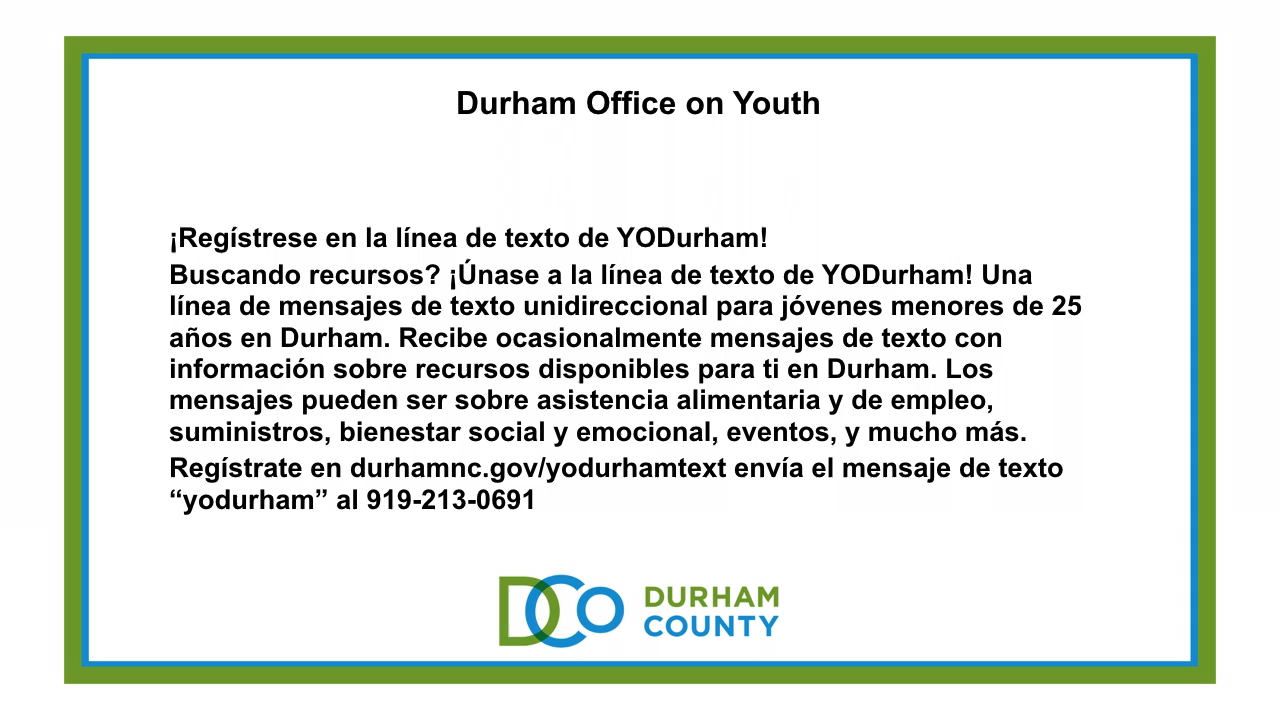 Durham Office on Youth
¡Regístrese en la línea de texto de YODurham!
Buscando recursos? ¡Únase a la línea de texto de YODurham! Una
línea de mensajes de texto unidireccional para jóvenes menores de 25
años en Durham. Recibe ocasionalmente mensajes de texto con
información sobre recursos disponibles para ti en Durham. Los
mensajes pueden ser sobre asistencia alimentaria y de empleo,
suministros, bienestar social y emocional, eventos, y mucho más.
Regístrate en durhamnc.gov/yodurhamtext envía el mensaje de texto
“yodurham” al 919-213-0691
DCO DURHAM
COUNTY